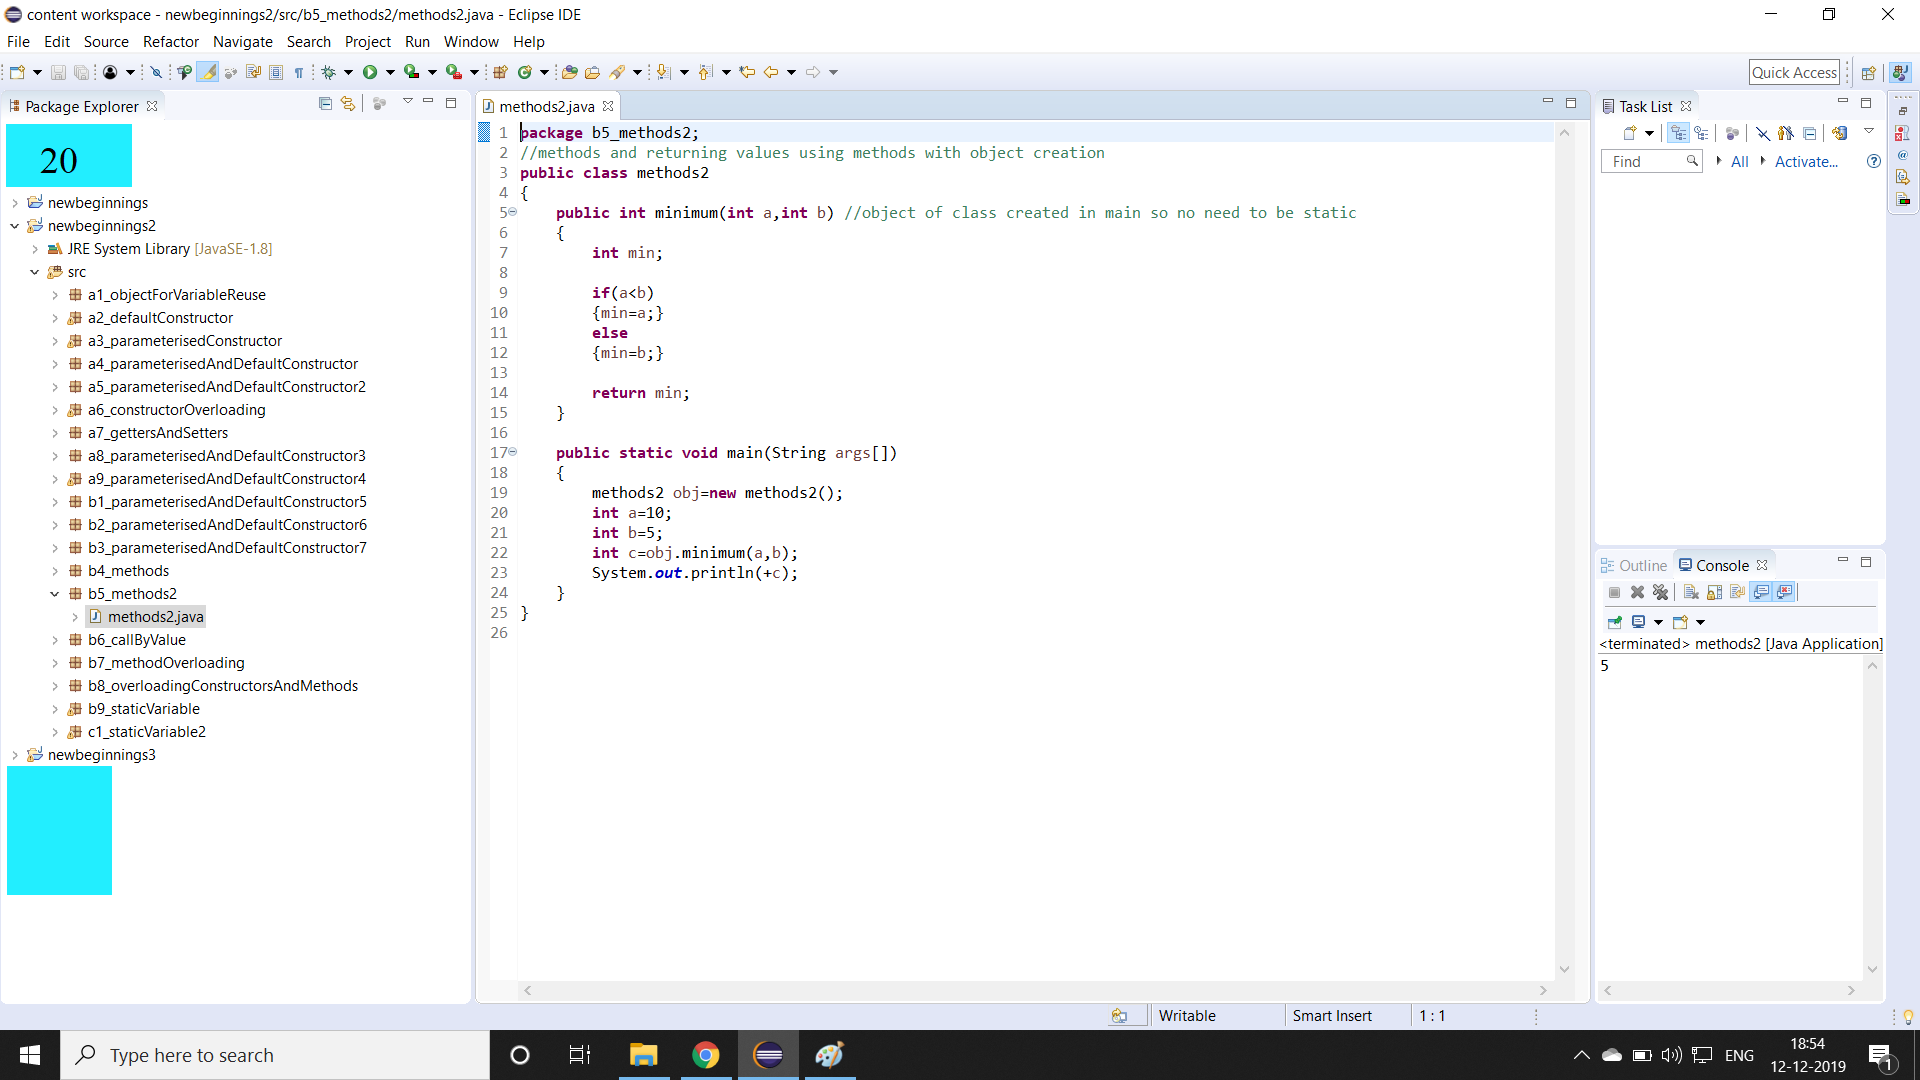 content workspace - newbeginnings2/src/b5_methods2/methods2.java - Eclipse IDE
File Edit Source Refactor Navigate Search Project Run Window Help
Quick Access
Package Explorer
20
newbeginnings
newbeginnings2
JRE System Library [JavaSE-1.8]
src
a1_objectForVariableReuse
a2_defaultConstructor
a3_parameterisedConstructor
a4_parameterisedAndDefaultConstructor
a5_parameterisedAndDefaultConstructor2
a6_constructorOverloading
a7_gettersAndSetters
a8_parameterisedAndDefaultConstructor3
a9_parameterisedAndDefaultConstructor4
b1_parameterisedAndDefaultConstructor5
b2_parameterisedAndDefaultConstructor6
b3_parameterisedAndDefaultConstructor7
b4_methods
b5_methods2
methods2.java
b6_callByValue
b7_methodOverloading
b8_overloadingConstructorsAndMethods
b9_staticVariable
c1_staticVariable2
newbeginnings3
methods2.java
1 package b5_methods2;
2 //methods and returning values using methods with object creation
3 public class methods2
4 {
5 public int minimum(int a,int b) //object of class created in main so no need to be static
6 {
7 int min;
8
9 if(a<b)
10 {min=a;}
11 else
12 {min=b;}
13
14 return min;
15 }
16
17 public static void main(String args[])
18 {
19 methods2 obj=new methods2();
20 int a=10;
21 int b=5;
22 int c=obj.minimum(a,b);
23 System.out.println(+c);
24 }
25 }
26
Task List
Find All Activate...
Outline Console
<terminated> methods2 [Java Application]
5
Writable Smart Insert 1 : 1
Type here to search
ENG
18:54
12-12-2019
1